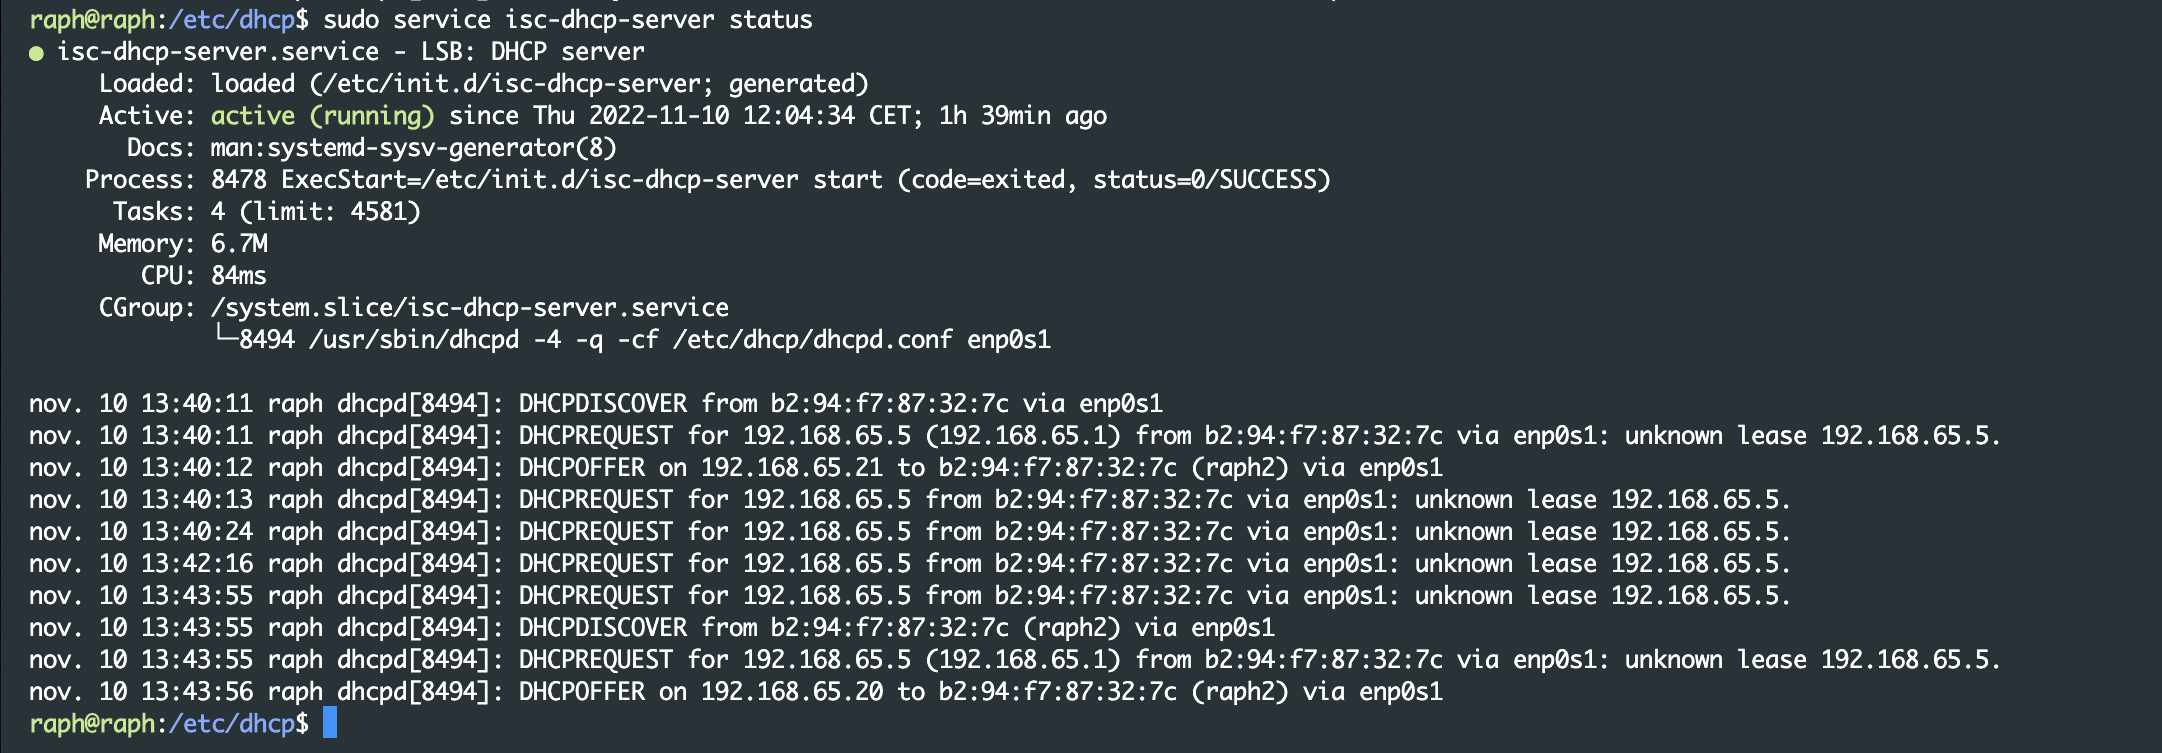 raph@raph:/etc/dhcp$ sudo service isc-dhcp-server status
● isc-dhcp-server.service - LSB: DHCP server
     Loaded: loaded (/etc/init.d/isc-dhcp-server; generated)
     Active: active (running) since Thu 2022-11-10 12:04:34 CET; 1h 39min ago
       Docs: man:systemd-sysv-generator(8)
    Process: 8478 ExecStart=/etc/init.d/isc-dhcp-server start (code=exited, status=0/SUCCESS)
      Tasks: 4 (limit: 4581)
     Memory: 6.7M
        CPU: 84ms
     CGroup: /system.slice/isc-dhcp-server.service
             └─8494 /usr/sbin/dhcpd -4 -q -cf /etc/dhcp/dhcpd.conf enp0s1
nov. 10 13:40:11 raph dhcpd[8494]: DHCPDISCOVER from b2:94:f7:87:32:7c via enp0s1
nov. 10 13:40:11 raph dhcpd[8494]: DHCPREQUEST for 192.168.65.5 (192.168.65.1) from b2:94:f7:87:32:7c via enp0s1: unknown lease 192.168.65.5.
nov. 10 13:40:12 raph dhcpd[8494]: DHCPOFFER on 192.168.65.21 to b2:94:f7:87:32:7c (raph2) via enp0s1
nov. 10 13:40:13 raph dhcpd[8494]: DHCPREQUEST for 192.168.65.5 from b2:94:f7:87:32:7c via enp0s1: unknown lease 192.168.65.5.
nov. 10 13:40:24 raph dhcpd[8494]: DHCPREQUEST for 192.168.65.5 from b2:94:f7:87:32:7c via enp0s1: unknown lease 192.168.65.5.
nov. 10 13:42:16 raph dhcpd[8494]: DHCPREQUEST for 192.168.65.5 from b2:94:f7:87:32:7c via enp0s1: unknown lease 192.168.65.5.
nov. 10 13:43:55 raph dhcpd[8494]: DHCPREQUEST for 192.168.65.5 from b2:94:f7:87:32:7c via enp0s1: unknown lease 192.168.65.5.
nov. 10 13:43:55 raph dhcpd[8494]: DHCPDISCOVER from b2:94:f7:87:32:7c (raph2) via enp0s1
nov. 10 13:43:55 raph dhcpd[8494]: DHCPREQUEST for 192.168.65.5 (192.168.65.1) from b2:94:f7:87:32:7c via enp0s1: unknown lease 192.168.65.5.
nov. 10 13:43:56 raph dhcpd[8494]: DHCPOFFER on 192.168.65.20 to b2:94:f7:87:32:7c (raph2) via enp0s1
raph@raph:/etc/dhcp$